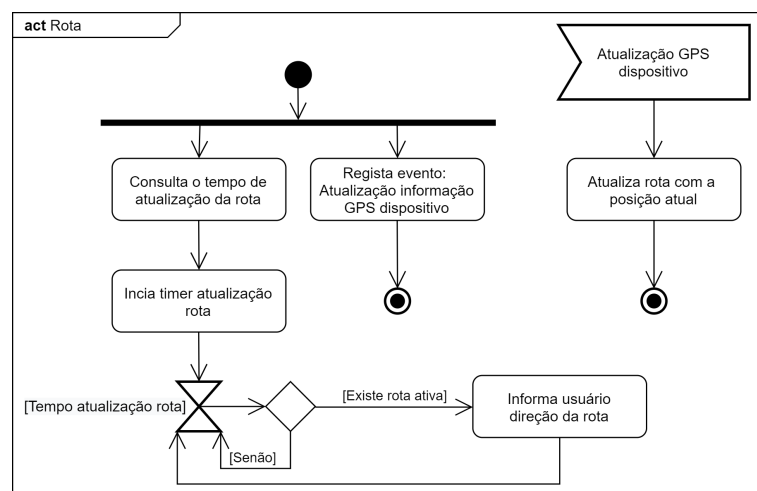 act Rota
Atualização GPS
dispositivo
Consulta o tempo de
atualização da rota
Regista evento:
Atualização informação
GPS dispositivo
Atualiza rota com a
posição atual
Incia timer atualização
rota
[Tempo atualização rota]
[Existe rota ativa]
Informa usuário
direção da rota
[Senão]